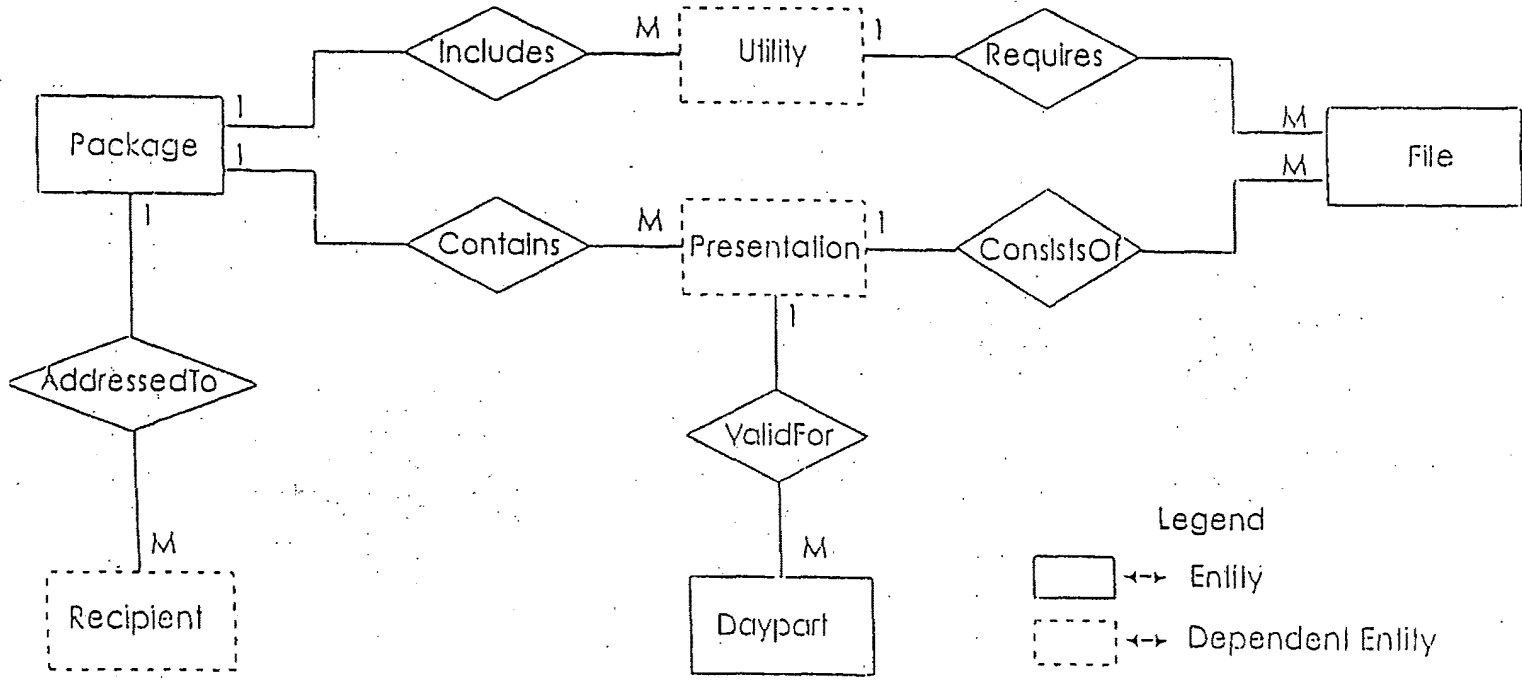 Includes
M
Utility
1
Requires
Package
1
1
M
M
File
Contains
M
Presentation
1
ConsistsOf
1
AddressedTo
1
ValidFor
M
M
Recipient
Daypart
Legend
Entity
Dependent Entity